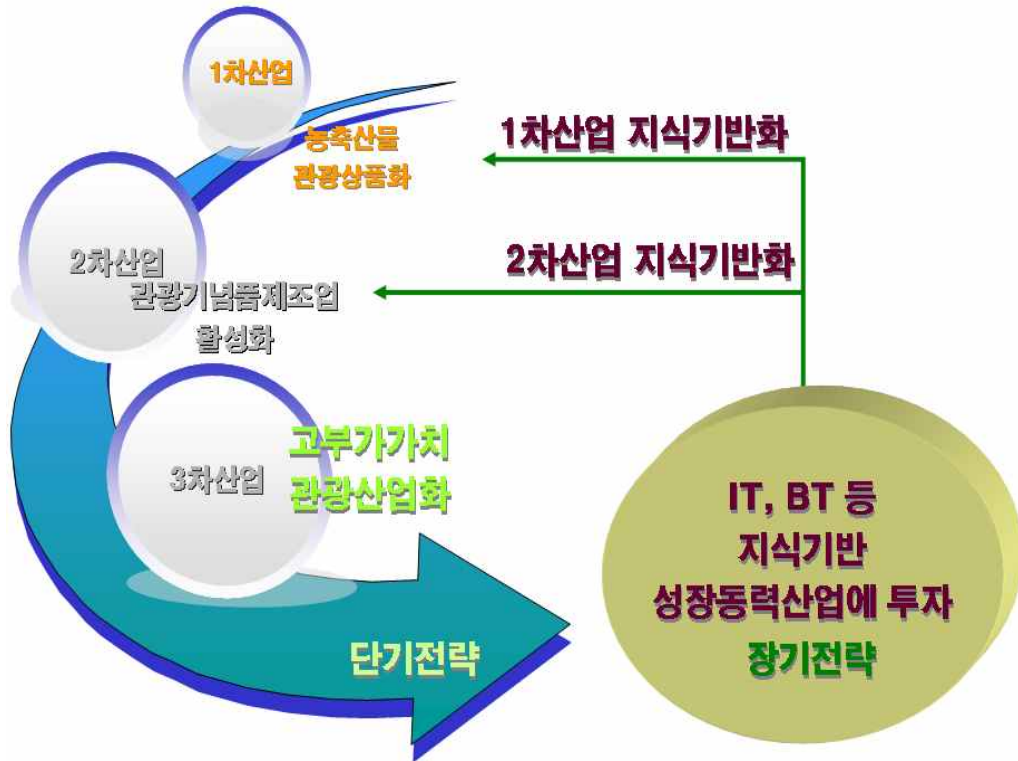 1차산업
농축산물
관광상품화
1차산업 지식기반화
2차산업
관광기념품제조업
활성화
2차산업 지식기반화
3차산업
고부가가치
관광산업화
단기전략
IT, BT 등
지식기반
성장동력산업에 투자
장기전략